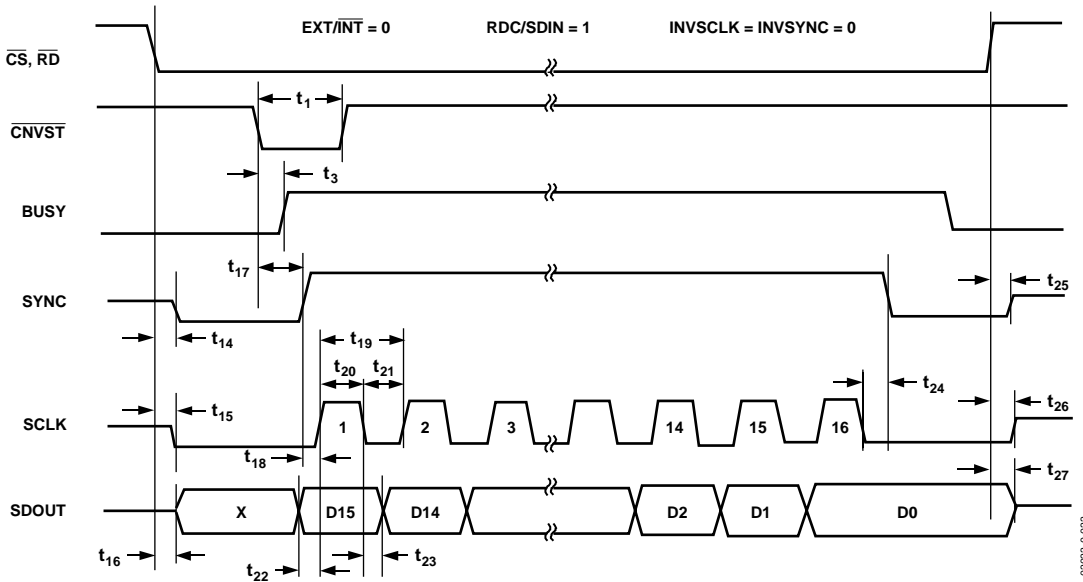 EXT/INT = 0 RDC/SDIN = 1 INVSCLK = INVSYNC = 0
CS, RD
t1
CNVST
t3
BUSY
t17
SYNC
t25
t14
t19
t20 t21
t24
t15
t26
SCLK
1 2 3 14 15 16
t18
t27
SDOUT
X D15 D14 D2 D1 D0
t16
t22
t23